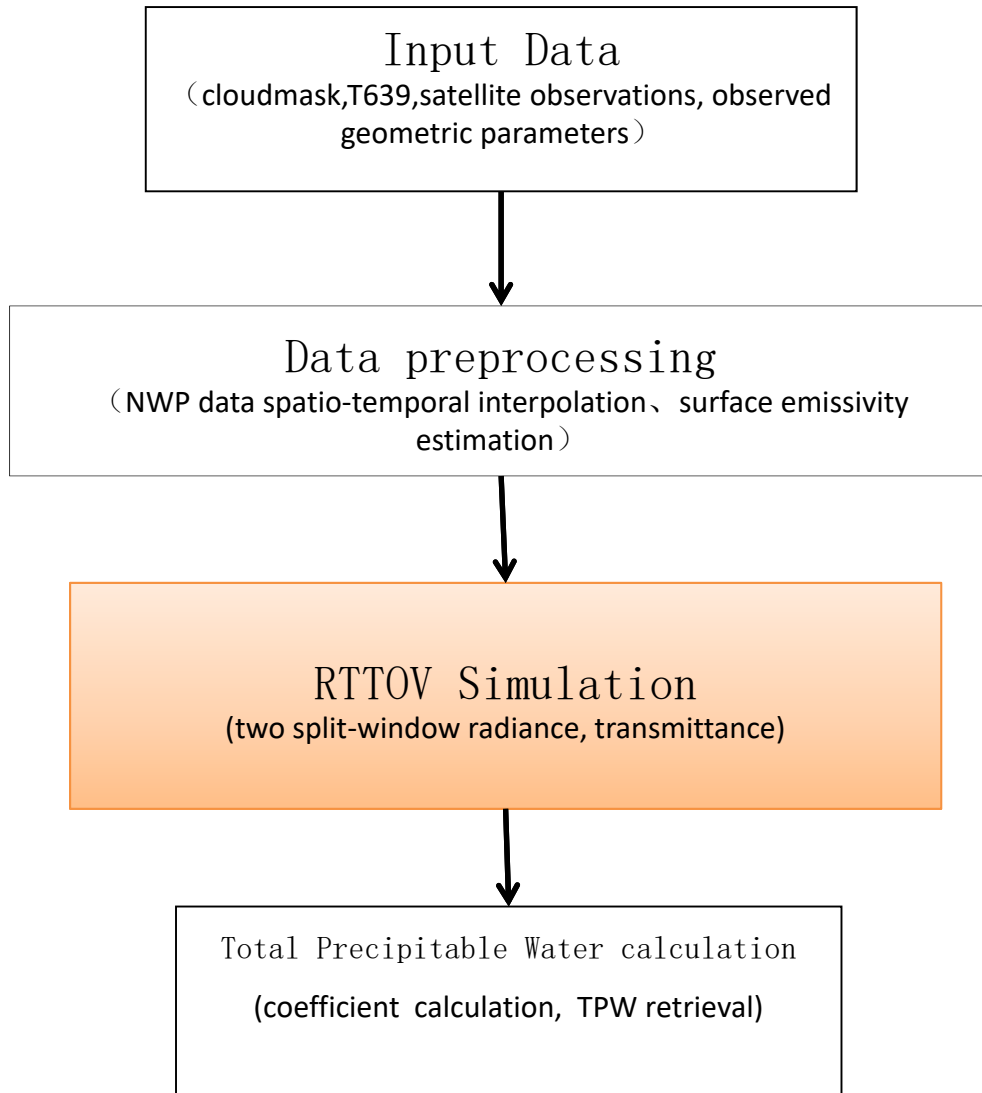 Input Data
（cloudmask,T639,satellite observations, observed
geometric parameters）
Data preprocessing
（NWP data spatio-temporal interpolation、surface emissivity
estimation）
RTTOV Simulation
(two split-window radiance, transmittance)
Total Precipitable Water calculation
(coefficient calculation, TPW retrieval)